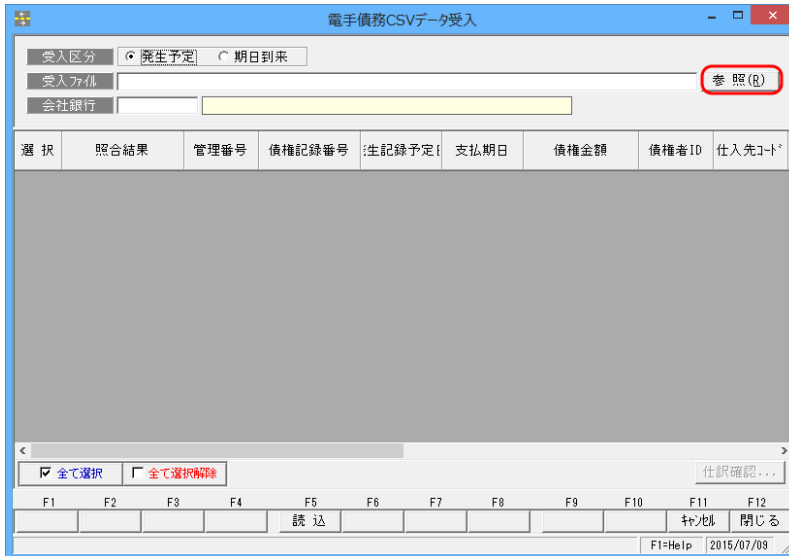 電手債務CSVデータ受入
受入区分 発生予定 期日到来
受入ファイル 参照(R)
会社銀行
選択 照合結果 管理番号 債権記録番号 生記録予定 支払期日 債権金額 債権者ID 仕入先コード
全て選択 全て選択解除 仕訳確認...
F1 F2 F3 F4 F5 F6 F7 F8 F9 F10 F11 F12
読込 キャンセル 閉じる
F1=Help 2015/07/09